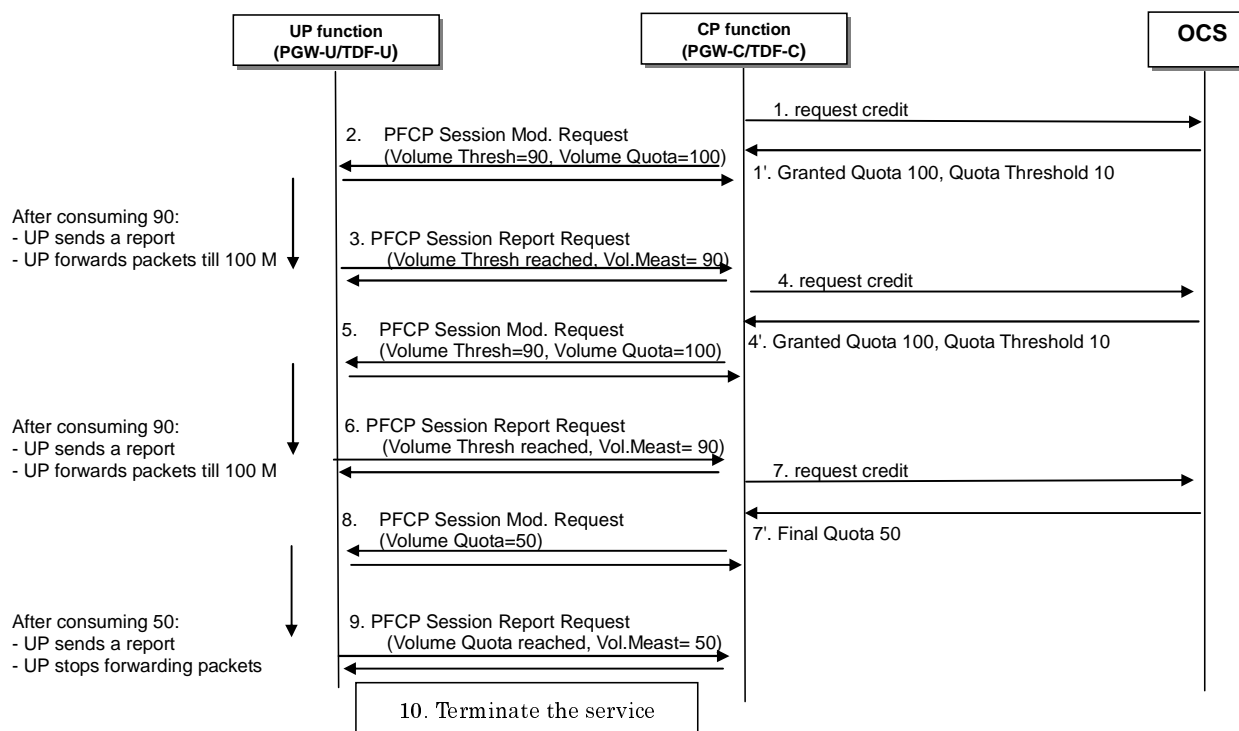 UP function
(PGW-U/TDF-U)
CP function
(PGW-C/TDF-C)
OCS
1. request credit
2. PFCP Session Mod. Request
(Volume Thresh=90, Volume Quota=100)
1'. Granted Quota 100, Quota Threshold 10
After consuming 90:
- UP sends a report
- UP forwards packets till 100 M
3. PFCP Session Report Request
(Volume Thresh reached, Vol.Meast= 90)
4. request credit
5. PFCP Session Mod. Request
(Volume Thresh=90, Volume Quota=100)
4'. Granted Quota 100, Quota Threshold 10
After consuming 90:
- UP sends a report
- UP forwards packets till 100 M
6. PFCP Session Report Request
(Volume Thresh reached, Vol.Meast= 90)
7. request credit
8. PFCP Session Mod. Request
(Volume Quota=50)
7'. Final Quota 50
After consuming 50:
- UP sends a report
- UP stops forwarding packets
9. PFCP Session Report Request
(Volume Quota reached, Vol.Meast= 50)
10. Terminate the service